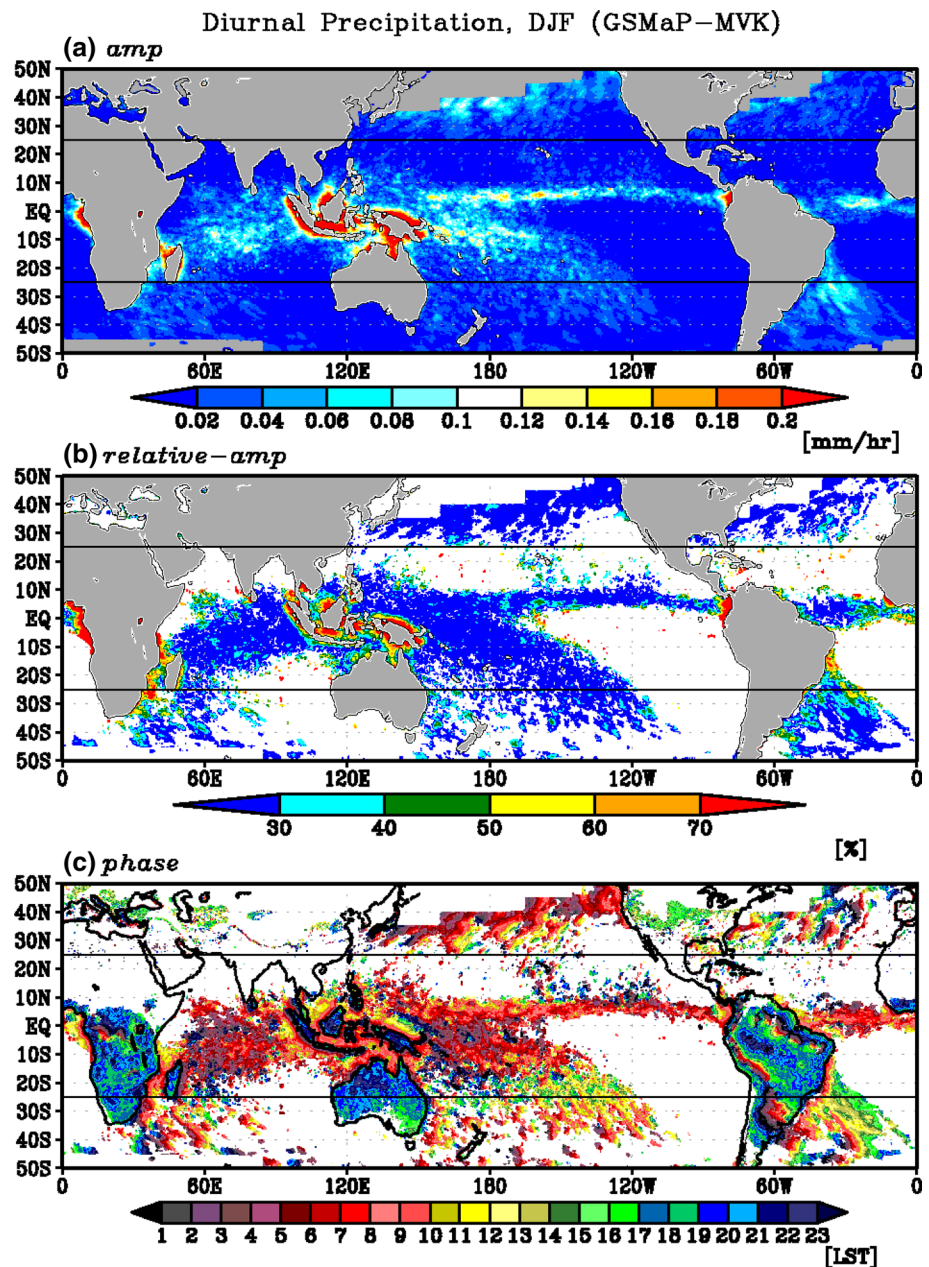 Diurnal Precipitation, DJF (GSMaP-MVK)
(a) amp
50N
40N
30N
20N
10N
EQ
10S
20S
30S
40S
50S
0 60E 120E 180 120W 60W 0
0.02 0.04 0.06 0.08 0.1 0.12 0.14 0.16 0.18 0.2
[mm/hr]
(b) relative-amp
50N
40N
30N
20N
10N
EQ
10S
20S
30S
40S
50S
0 60E 120E 180 120W 60W 0
30 40 50 60 70
[%]
(c) phase
50N
40N
30N
20N
10N
EQ
10S
20S
30S
40S
50S
0 60E 120E 180 120W 60W 0
1 2 3 4 5 6 7 8 9 10 11 12 13 14 15 16 17 18 19 20 21 22 23
[LST]